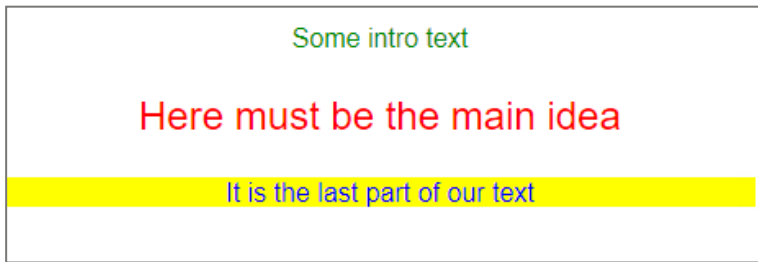 Some intro text
Here must be the main idea
It is the last part of our text